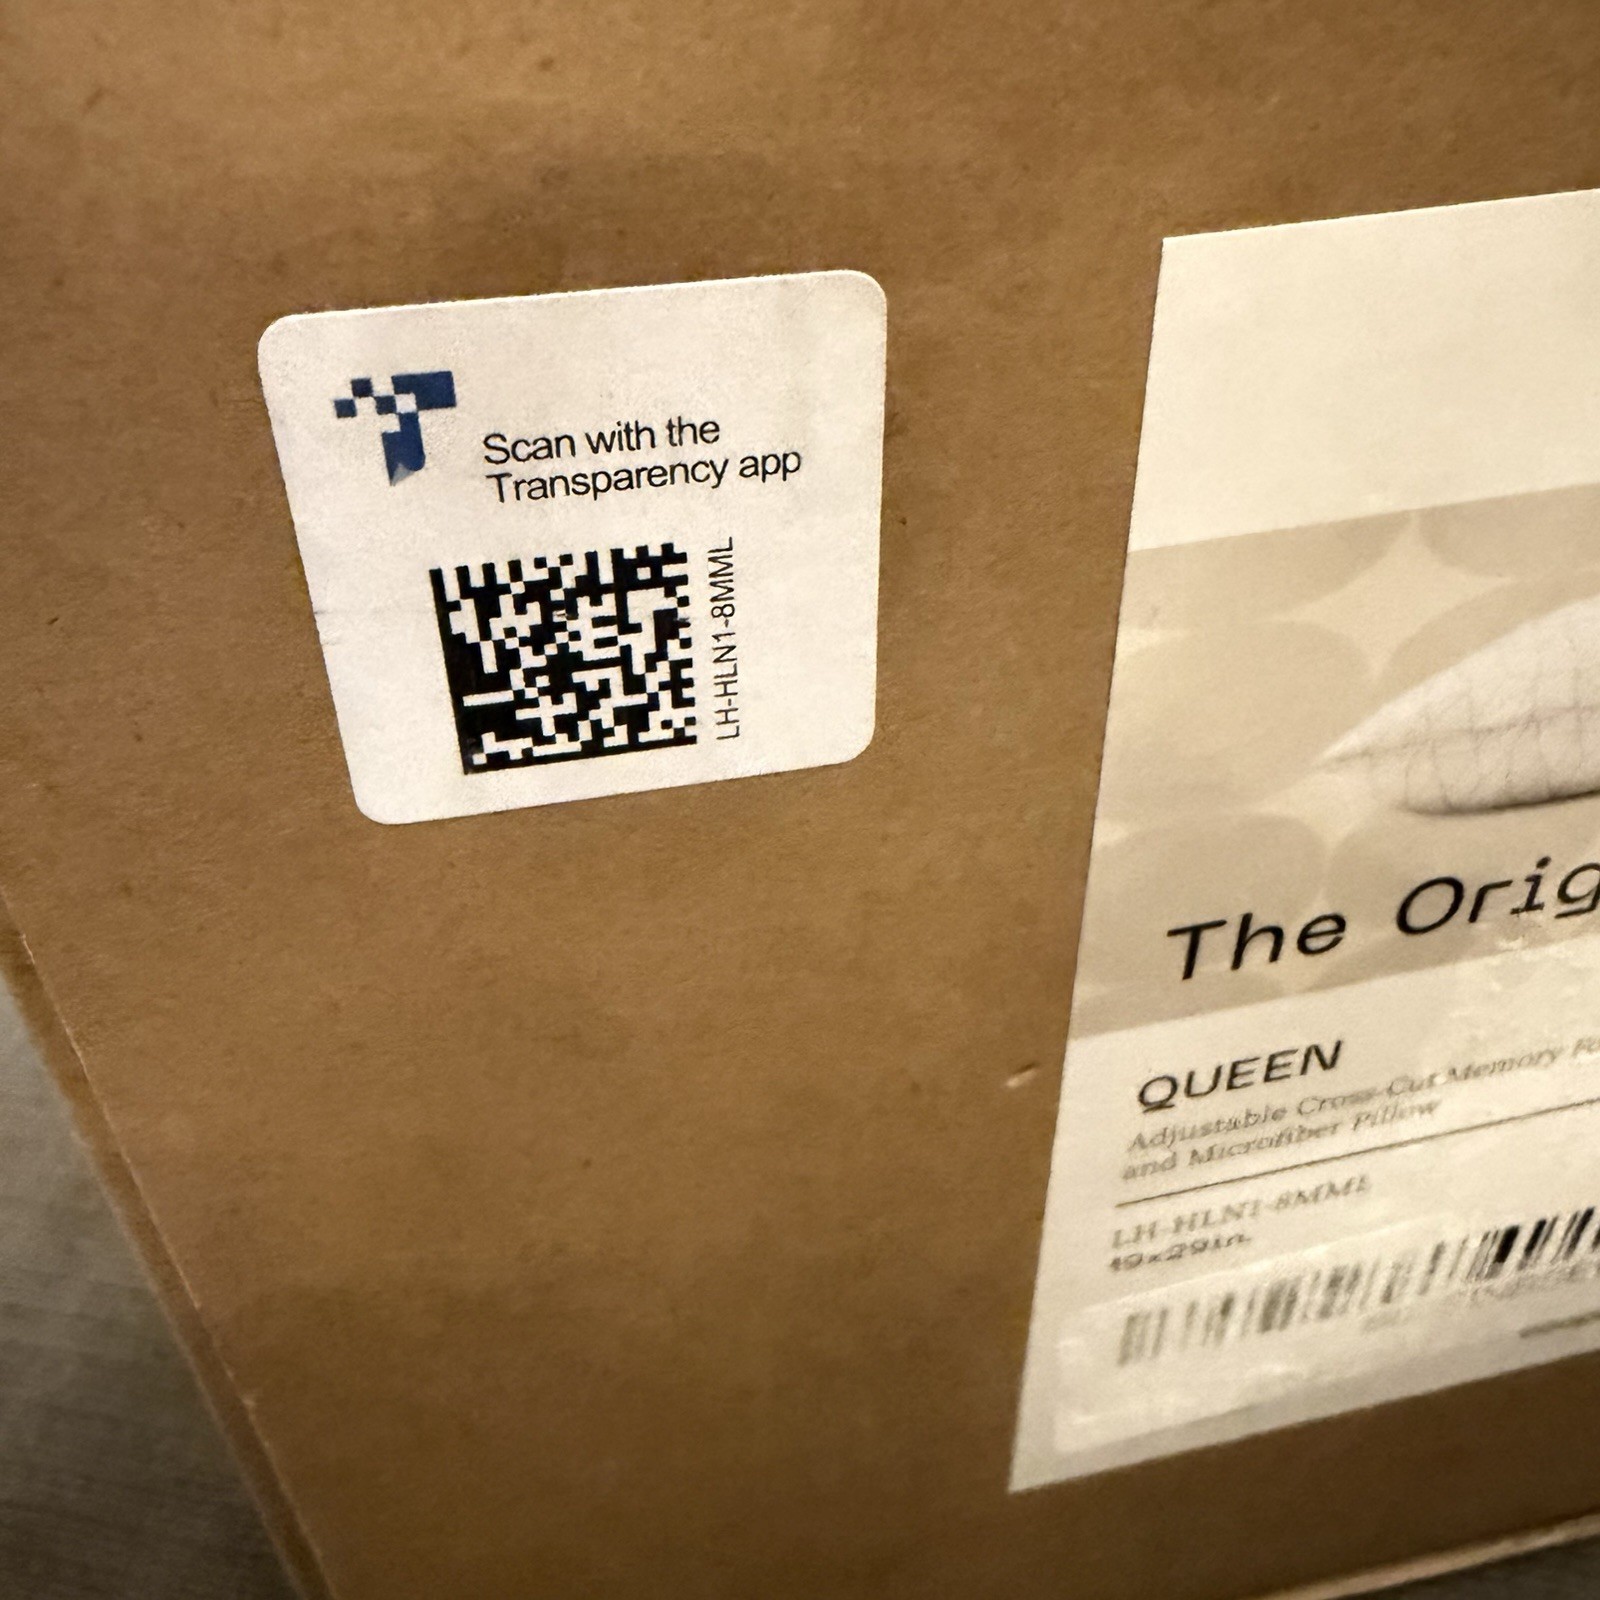 Scan with the
Transparency app
LH-HLN1-8MML
The Orig
QUEEN
Adjustable Cross-Cut Memory Fo
and Microfiber Pillow
LH-HLN1-8MML
19x29in.